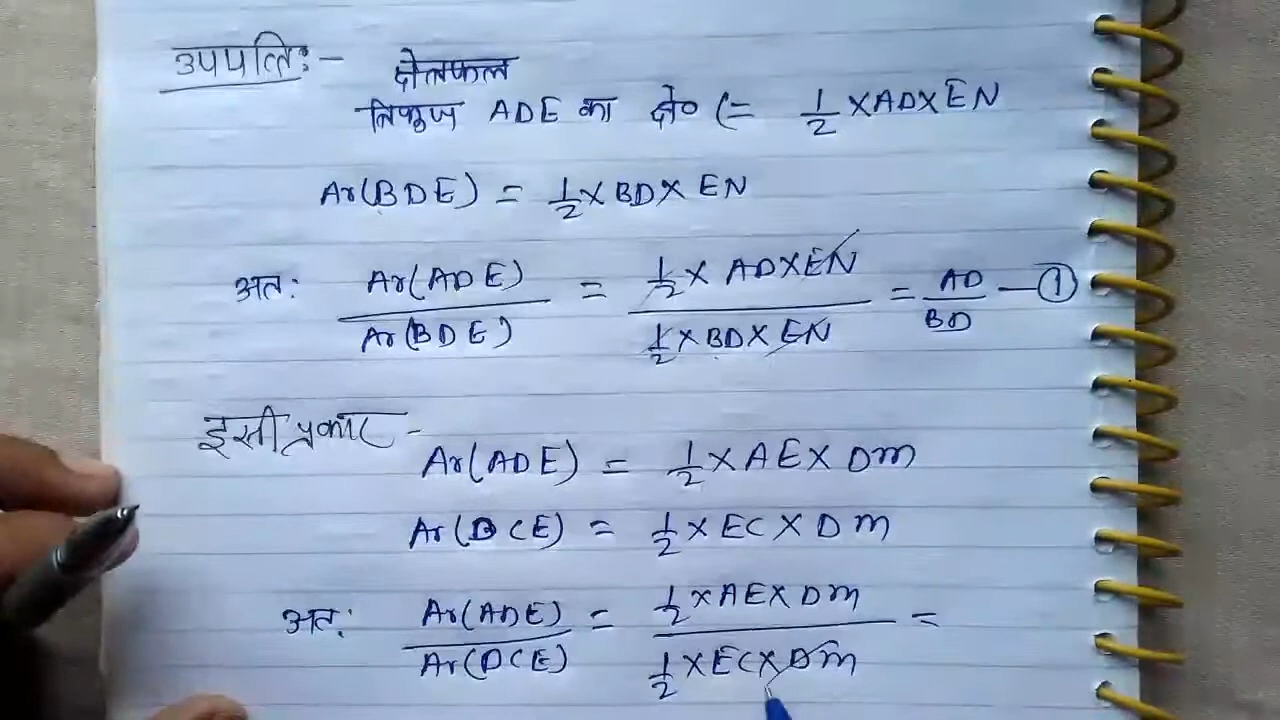 उपपत्ति:-
क्षेत्रफल
त्रिभुज ADE का क्षे० (= 1/2 ×AD×EN
Ar(BDE) = 1/2 × BD × EN
अत: Ar(ADE)/Ar(BDE) = 1/2 × AD×EN / 1/2 × BD × EN = AD/BD —①
इसी प्रकार -
Ar(ADE) = 1/2 × AE × DM
Ar(DCE) = 1/2 × EC × DM
अत: Ar(ADE)/Ar(DCE) = 1/2 × AE × DM / 1/2 × EC × DM =